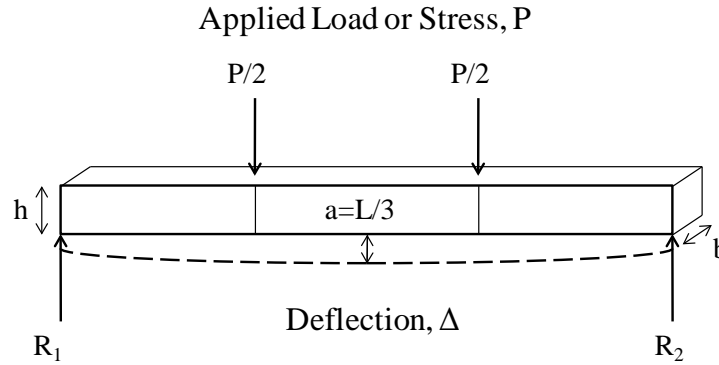 Applied Load or Stress, P
P/2 P/2
h a=L/3
b
Deflection, Δ
R₁ R₂